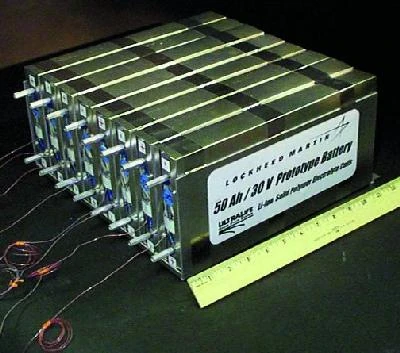 LOCKHEED MARTIN
50 Ah / 30 V Prototype Battery
Li-Ion Solid Polymer Electrolyte Cells
ULTRALIFE